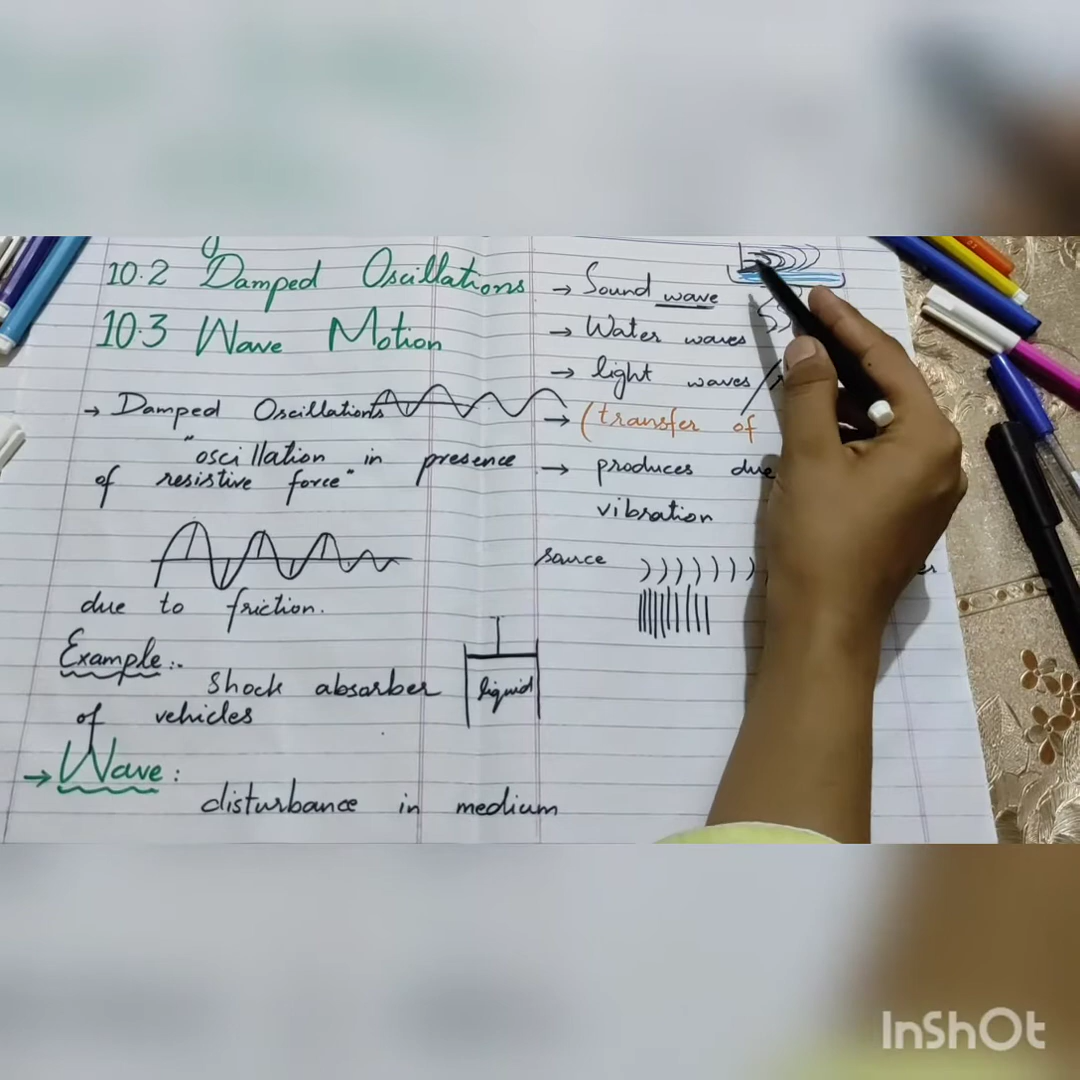 10.2 Damped Oscillations
10.3 Wave Motion
→ Damped Oscillations
"oscillation in presence
of resistive force"
due to friction.
Example:-
Shock absorber
of vehicles
liquid
→ Wave:
disturbance in medium
→ Sound wave
→ Water waves
→ light waves
→ (transfer of
→ produces due
vibration
source
InShOt